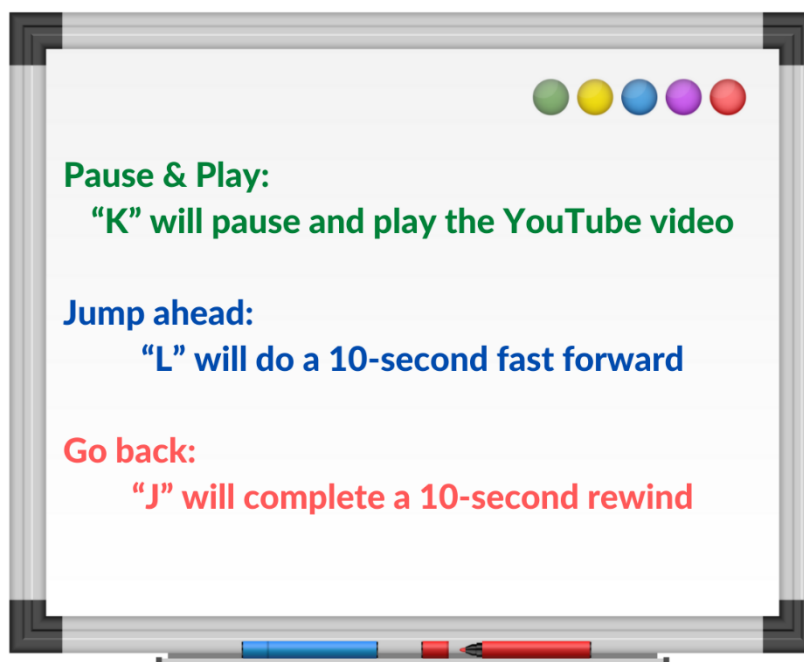 Pause & Play:
“K” will pause and play the YouTube video
Jump ahead:
“L” will do a 10-second fast forward
Go back:
“J” will complete a 10-second rewind